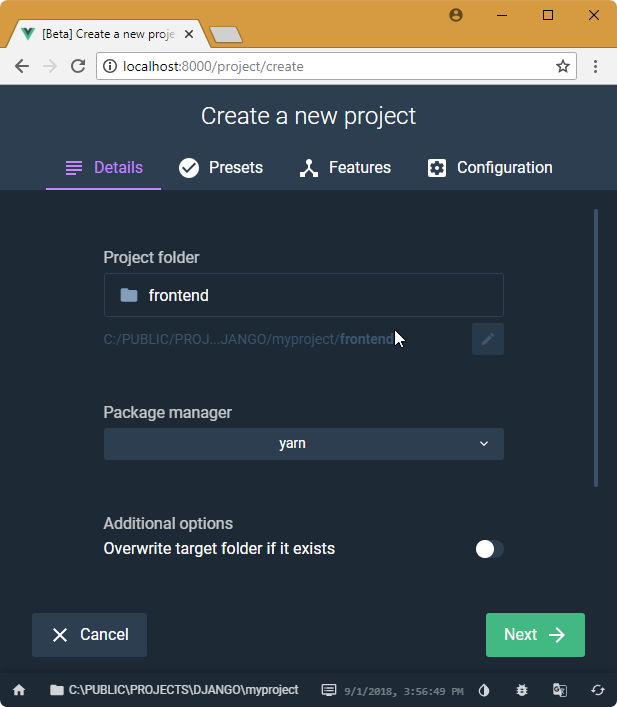 [Beta] Create a new proje
localhost:8000/project/create
Create a new project
Details Presets Features Configuration
Project folder
frontend
C:/PUBLIC/PROJ...JANGO/myproject/frontend
Package manager
yarn
Additional options
Overwrite target folder if it exists
Cancel Next
C:\PUBLIC\PROJECTS\DJANGO\myproject 9/1/2018, 3:56:49 PM